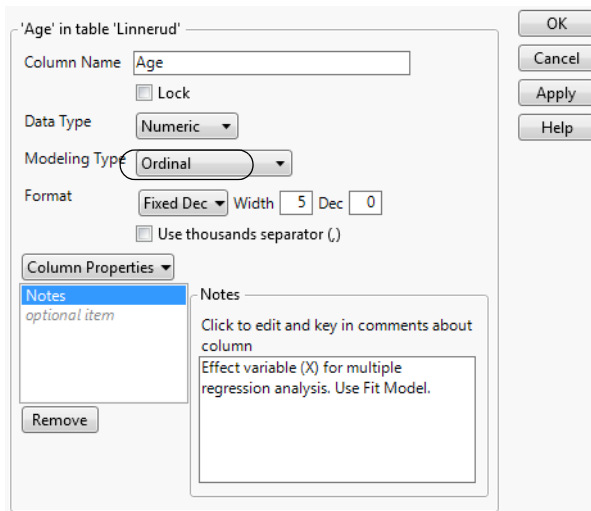 'Age' in table 'Linnerud'
OK
Column Name Age
Cancel
Lock
Apply
Data Type Numeric
Help
Modeling Type Ordinal
Format Fixed Dec Width 5 Dec 0
Use thousands separator (,)
Column Properties
Notes
optional item
Remove
Notes
Click to edit and key in comments about
column
Effect variable (X) for multiple
regression analysis. Use Fit Model.